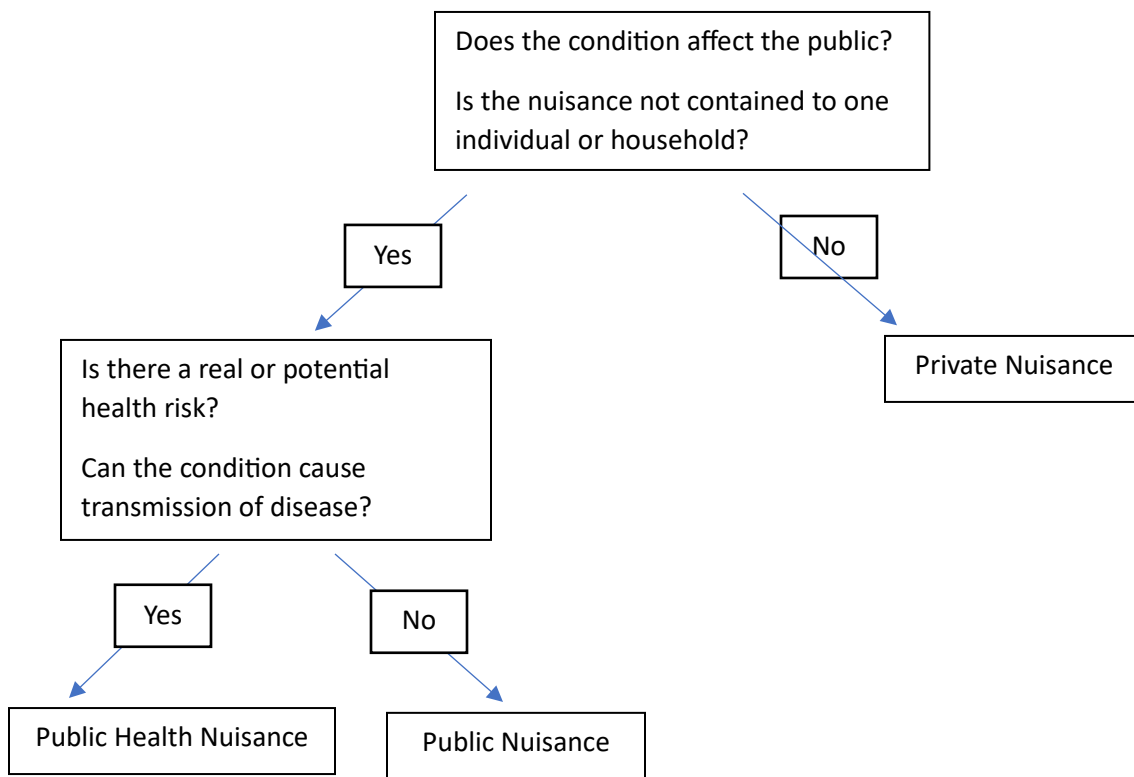 Does the condition affect the public?
Is the nuisance not contained to one
individual or household?
Yes
No
Is there a real or potential
health risk?
Can the condition cause
transmission of disease?
Private Nuisance
Yes
No
Public Health Nuisance
Public Nuisance